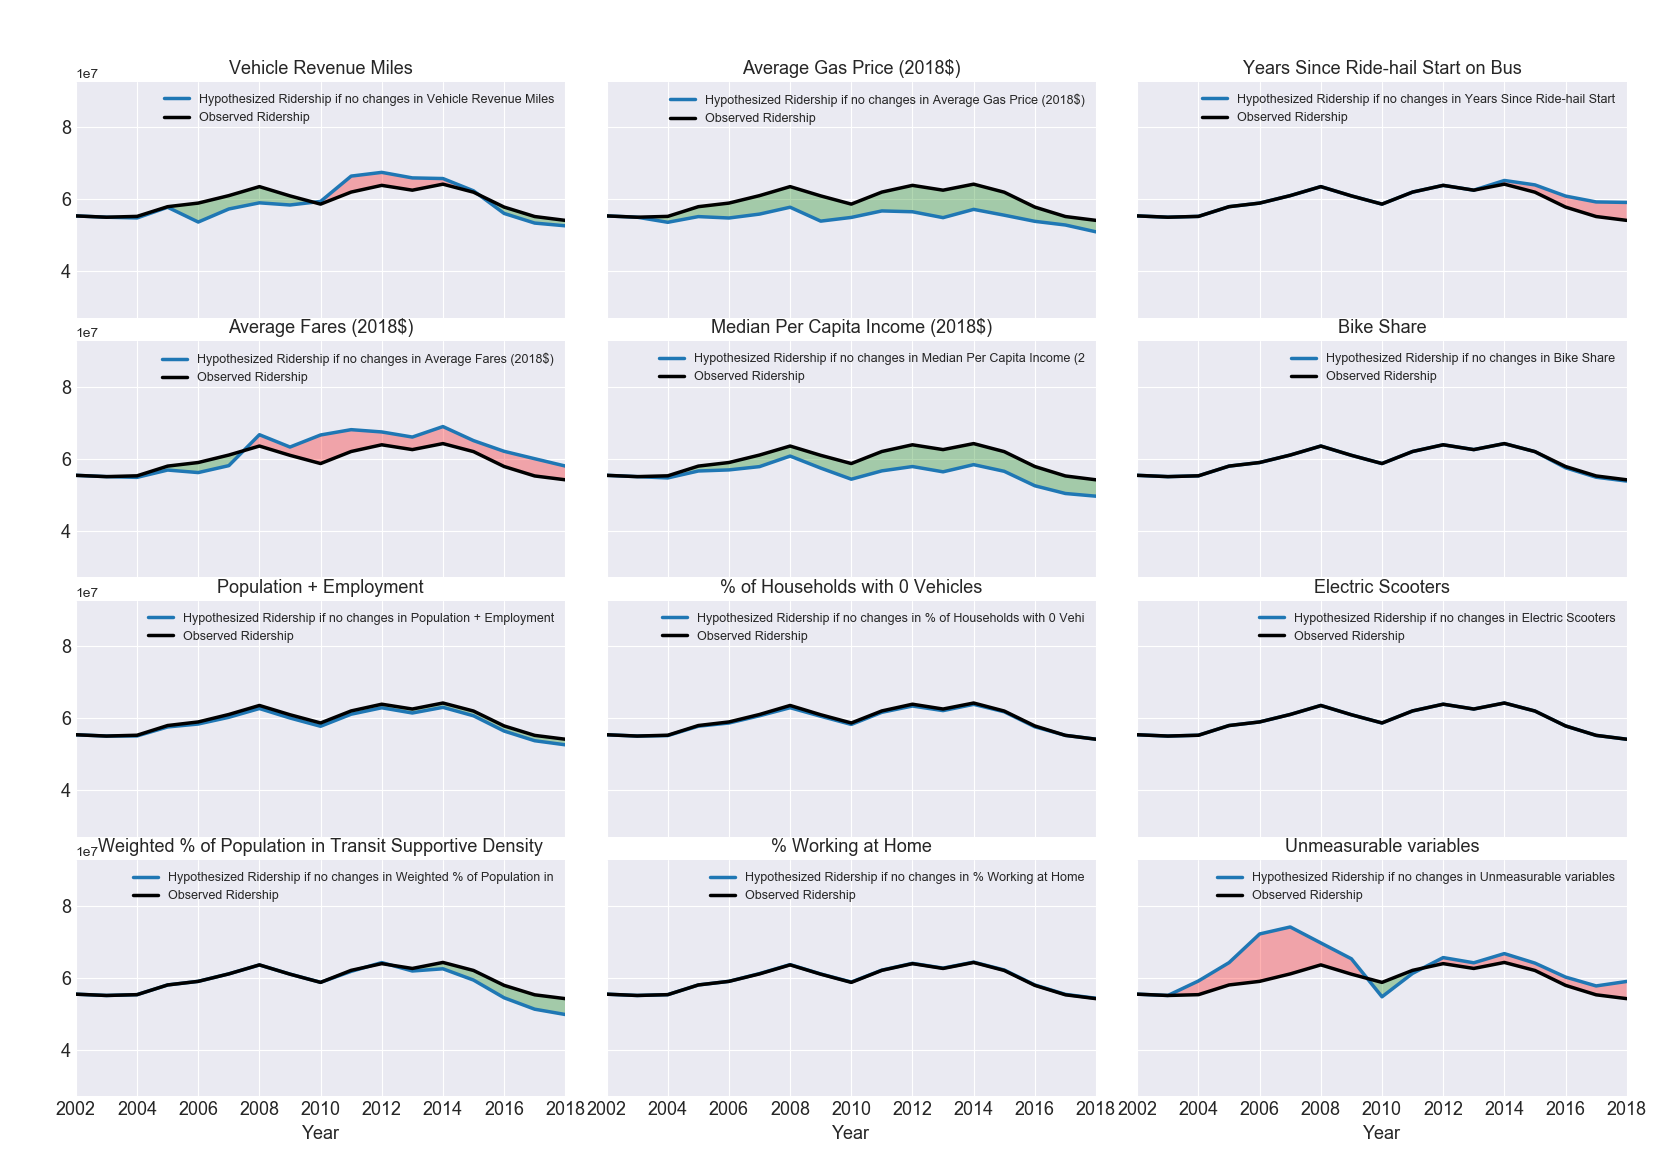 Vehicle Revenue Miles
1e7
Hypothesized Ridership if no changes in Vehicle Revenue Miles
Observed Ridership
8
6
4
Average Gas Price (2018$)
Hypothesized Ridership if no changes in Average Gas Price (2018$)
Observed Ridership
Years Since Ride-hail Start on Bus
Hypothesized Ridership if no changes in Years Since Ride-hail Start
Observed Ridership
Average Fares (2018$)
1e7
Hypothesized Ridership if no changes in Average Fares (2018$)
Observed Ridership
8
6
4
Median Per Capita Income (2018$)
Hypothesized Ridership if no changes in Median Per Capita Income (2
Observed Ridership
Bike Share
Hypothesized Ridership if no changes in Bike Share
Observed Ridership
Population + Employment
1e7
Hypothesized Ridership if no changes in Population + Employment
Observed Ridership
8
6
4
% of Households with 0 Vehicles
Hypothesized Ridership if no changes in % of Households with 0 Vehi
Observed Ridership
Electric Scooters
Hypothesized Ridership if no changes in Electric Scooters
Observed Ridership
Weighted % of Population in Transit Supportive Density
1e7
Hypothesized Ridership if no changes in Weighted % of Population in
Observed Ridership
8
6
4
2002 2004 2006 2008 2010 2012 2014 2016 2018
Year
% Working at Home
Hypothesized Ridership if no changes in % Working at Home
Observed Ridership
2002 2004 2006 2008 2010 2012 2014 2016 2018
Year
Unmeasurable variables
Hypothesized Ridership if no changes in Unmeasurable variables
Observed Ridership
2002 2004 2006 2008 2010 2012 2014 2016 2018
Year